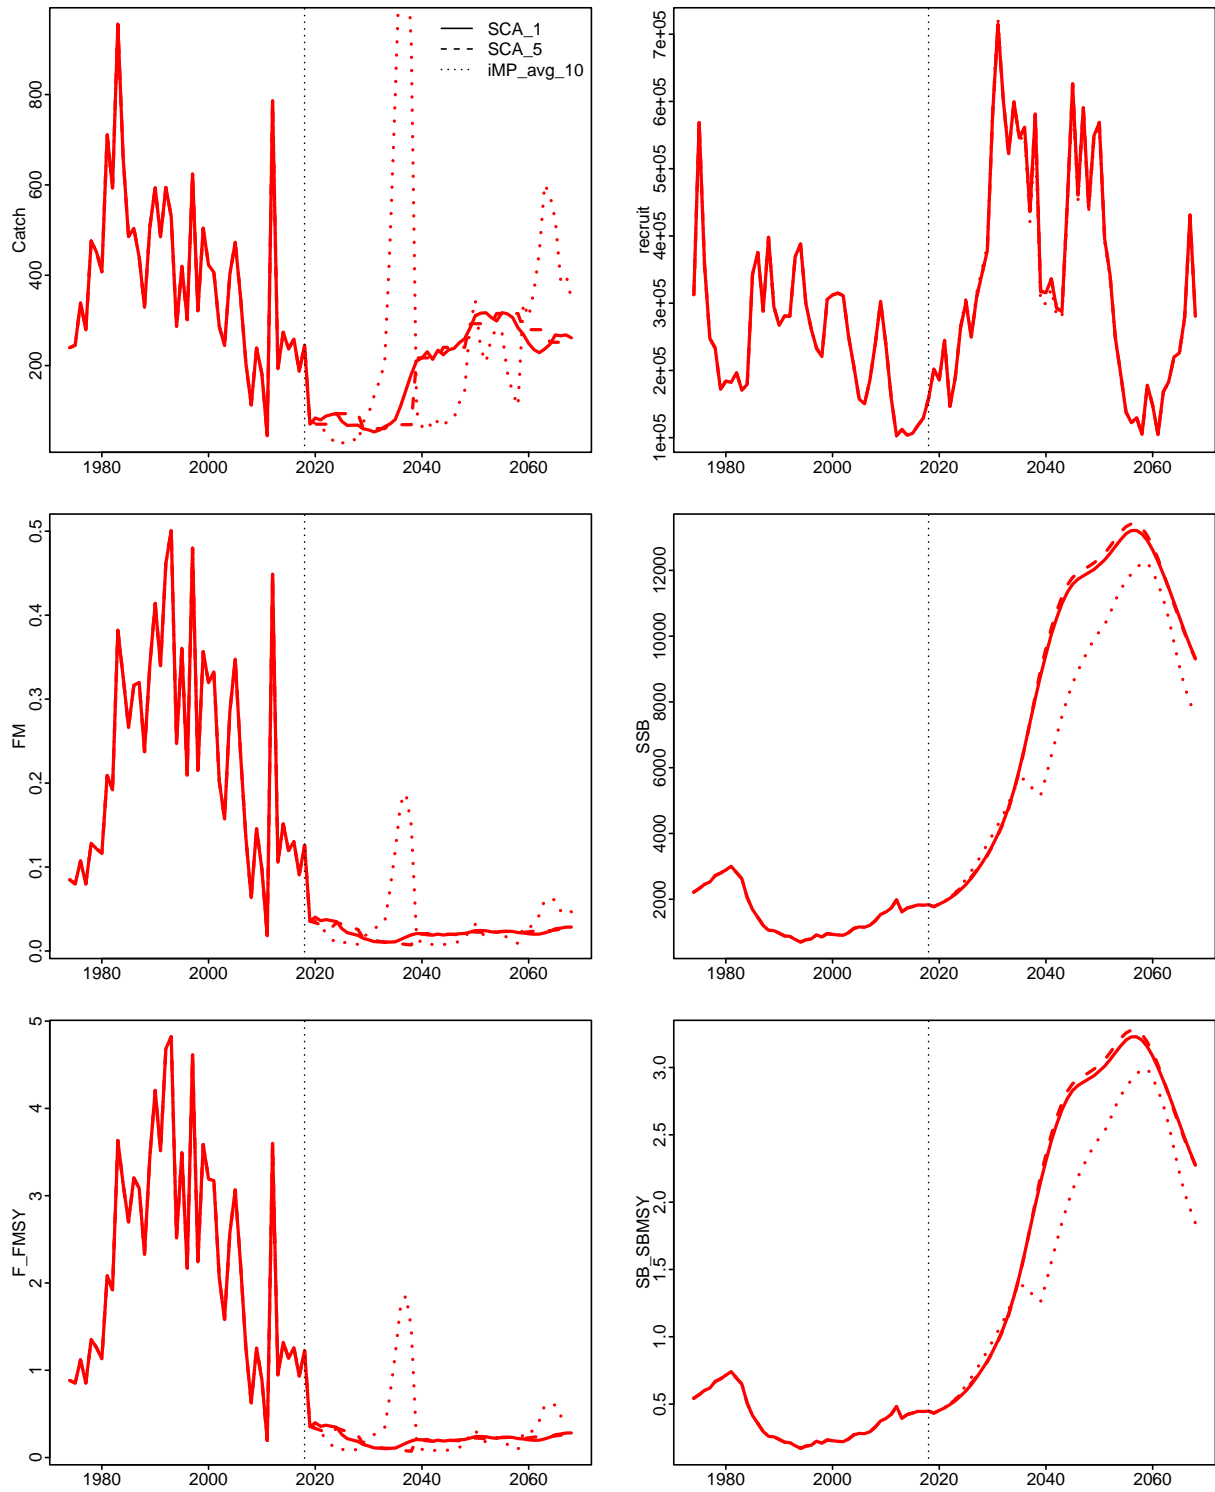 SCA_1
SCA_5
iMP_avg_10
Catch
200 400 600 800
1980 2000 2020 2040 2060
recruit
1e+05 2e+05 3e+05 4e+05 5e+05 6e+05 7e+05
1980 2000 2020 2040 2060
FM
0.0 0.1 0.2 0.3 0.4 0.5
1980 2000 2020 2040 2060
SSB
2000 4000 6000 8000 10000 12000
1980 2000 2020 2040 2060
F_FMSY
0 1 2 3 4 5
1980 2000 2020 2040 2060
SB_SBMSY
0.5 1.0 1.5 2.0 2.5 3.0
1980 2000 2020 2040 2060